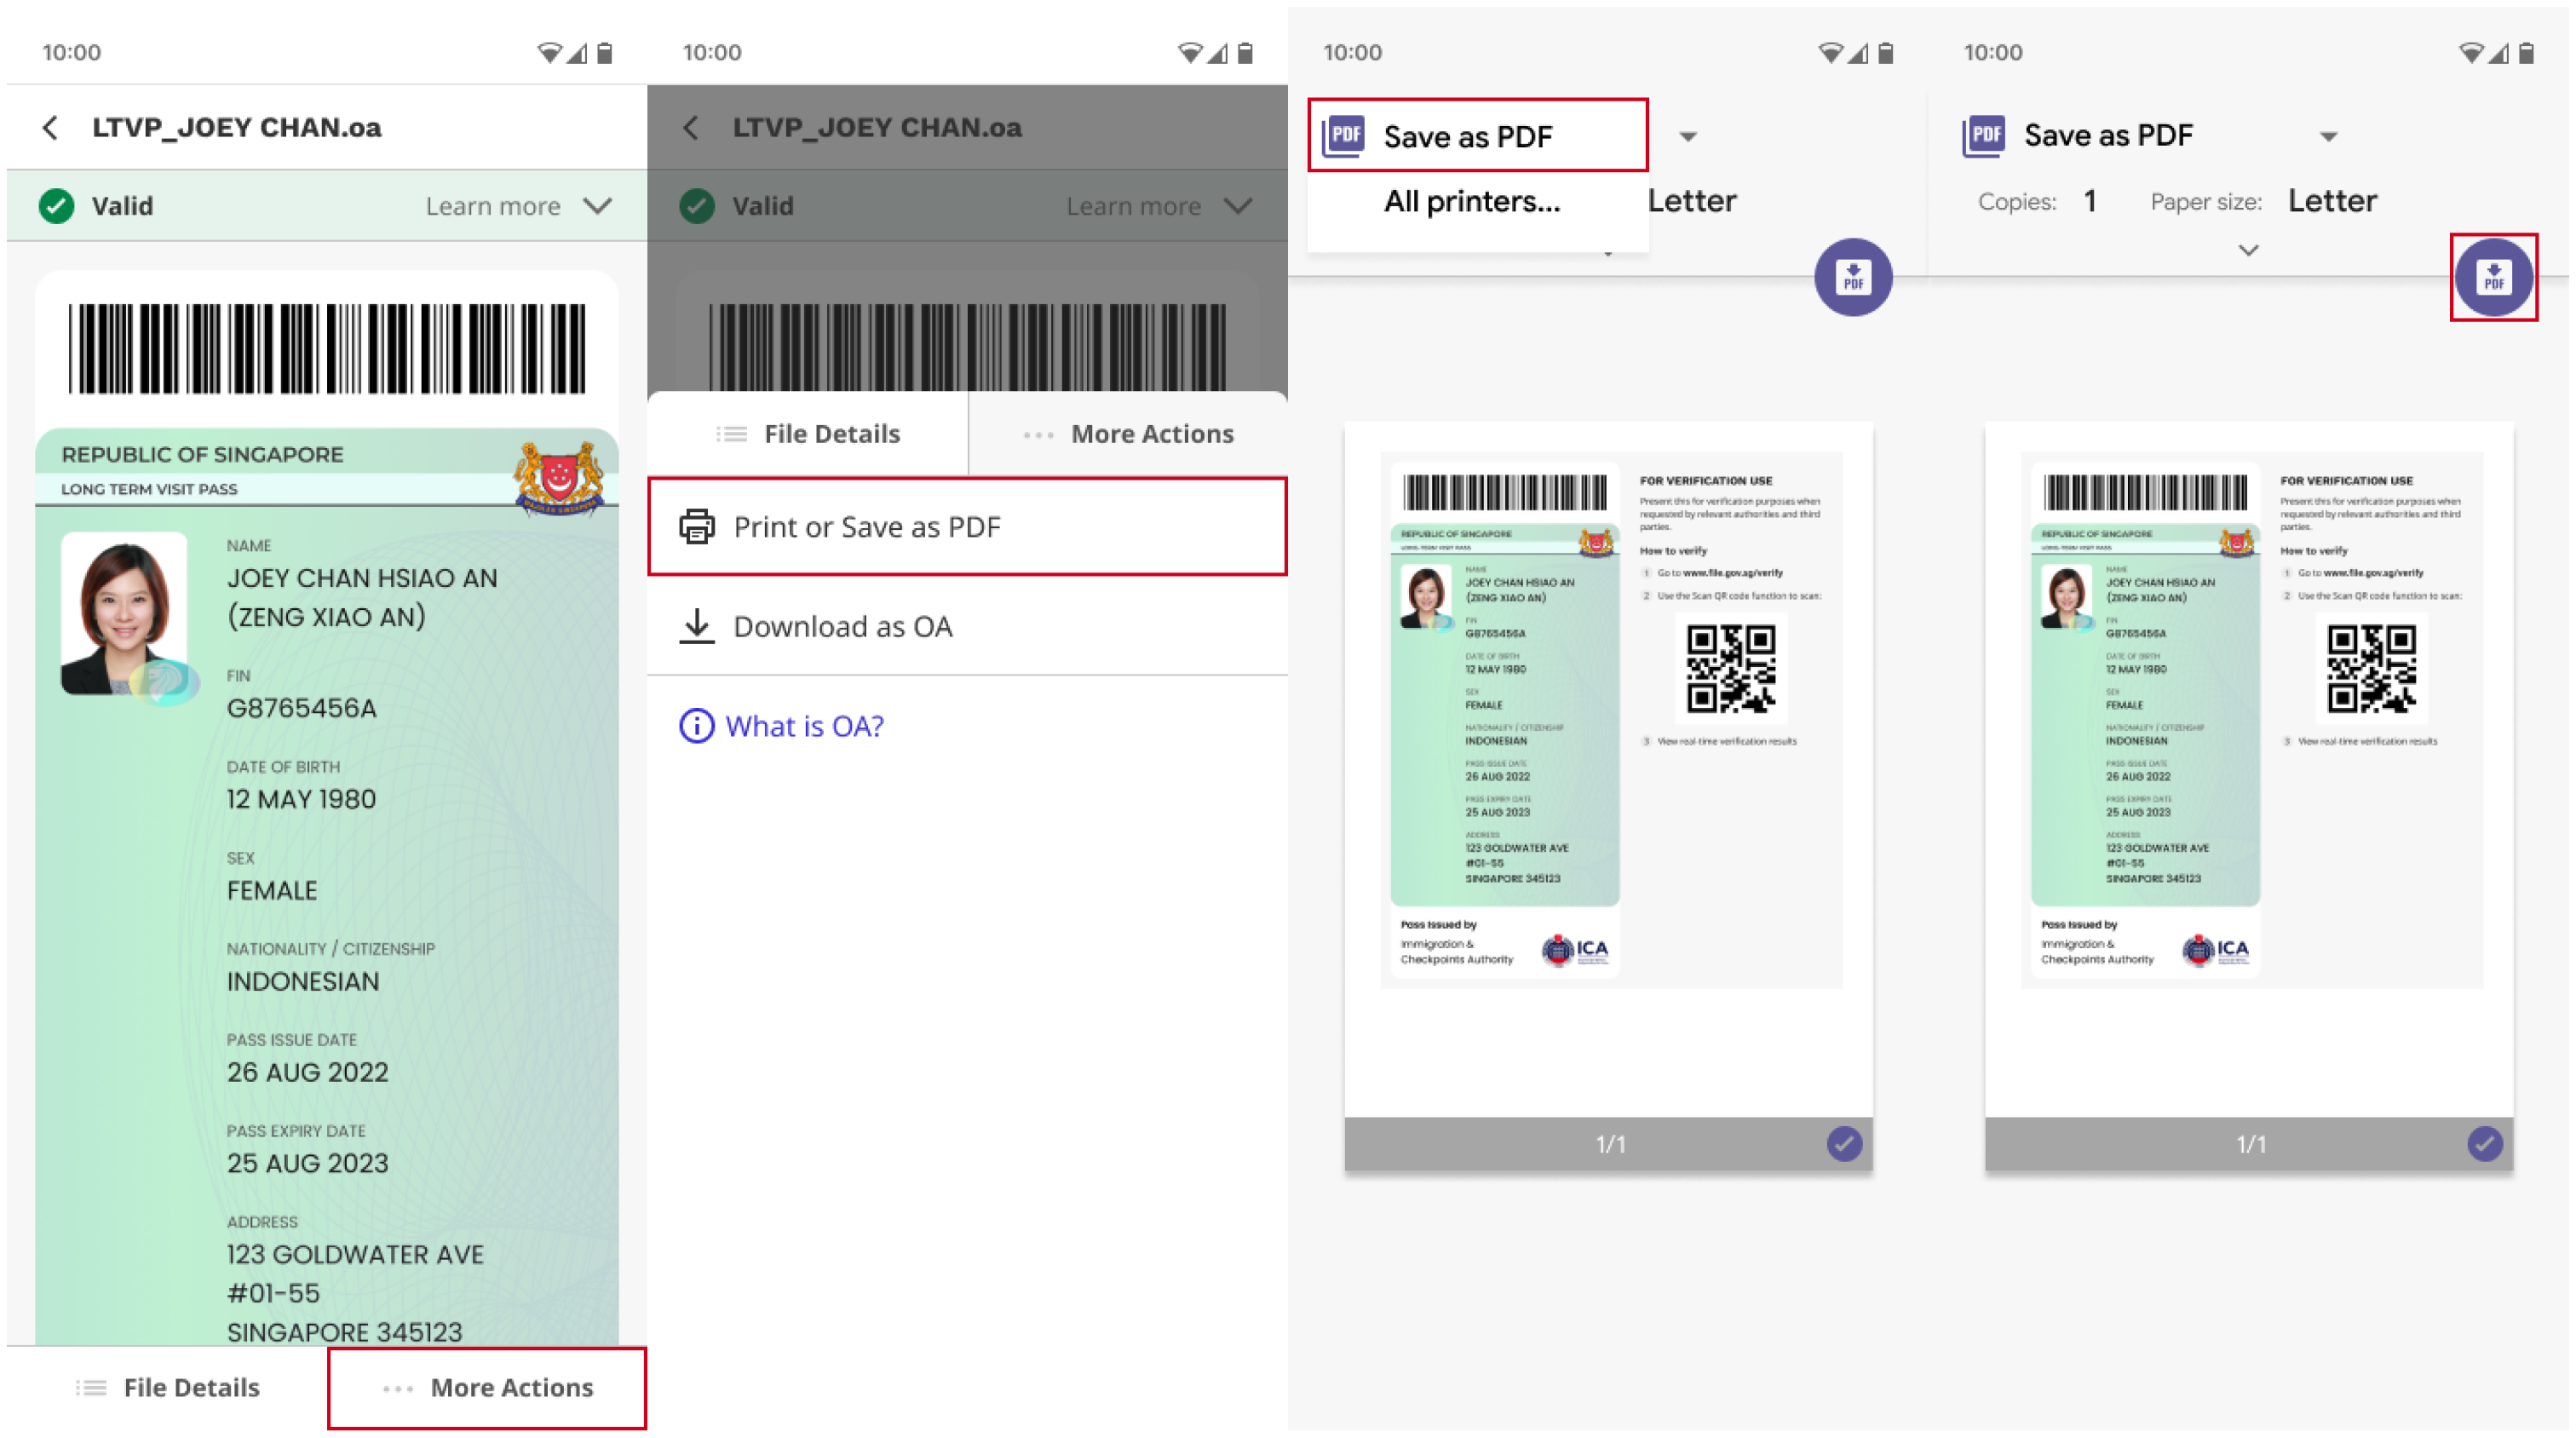 10:00
LTVP_JOEY CHAN.oa
Valid
Learn more
REPUBLIC OF SINGAPORE
LONG TERM VISIT PASS
NAME
JOEY CHAN HSIAO AN
(ZENG XIAO AN)
FIN
G8765456A
DATE OF BIRTH
12 MAY 1980
SEX
FEMALE
NATIONALITY / CITIZENSHIP
INDONESIAN
PASS ISSUE DATE
26 AUG 2022
PASS EXPIRY DATE
25 AUG 2023
ADDRESS
123 GOLDWATER AVE
#01-55
SINGAPORE 345123
File Details
More Actions
10:00
LTVP_JOEY CHAN.oa
Valid
Learn more
File Details
More Actions
Print or Save as PDF
Download as OA
What is OA?
10:00
PDF
Save as PDF
All printers...
Letter
PDF
REPUBLIC OF SINGAPORE
LONG TERM VISIT PASS
NAME
JOEY CHAN HSIAO AN
(ZENG XIAO AN)
FIN
G8765456A
DATE OF BIRTH
12 MAY 1980
SEX
FEMALE
NATIONALITY / CITIZENSHIP
INDONESIAN
PASS ISSUE DATE
26 AUG 2022
PASS EXPIRY DATE
25 AUG 2023
ADDRESS
123 GOLDWATER AVE
#01-55
SINGAPORE 345123
Pass Issued by
Immigration &
Checkpoints Authority
ICA
FOR VERIFICATION USE
Present this for verification purposes when
requested by relevant authorities and third
parties.
How to verify
1 Go to www.file.gov.sg/verify
2 Use the Scan QR code function to scan:
3 View real-time verification results
1/1
10:00
PDF
Save as PDF
Copies: 1
Paper size: Letter
PDF
REPUBLIC OF SINGAPORE
LONG TERM VISIT PASS
NAME
JOEY CHAN HSIAO AN
(ZENG XIAO AN)
FIN
G8765456A
DATE OF BIRTH
12 MAY 1980
SEX
FEMALE
NATIONALITY / CITIZENSHIP
INDONESIAN
PASS ISSUE DATE
26 AUG 2022
PASS EXPIRY DATE
25 AUG 2023
ADDRESS
123 GOLDWATER AVE
#01-55
SINGAPORE 345123
Pass Issued by
Immigration &
Checkpoints Authority
ICA
FOR VERIFICATION USE
Present this for verification purposes when
requested by relevant authorities and third
parties.
How to verify
1 Go to www.file.gov.sg/verify
2 Use the Scan QR code function to scan:
3 View real-time verification results
1/1